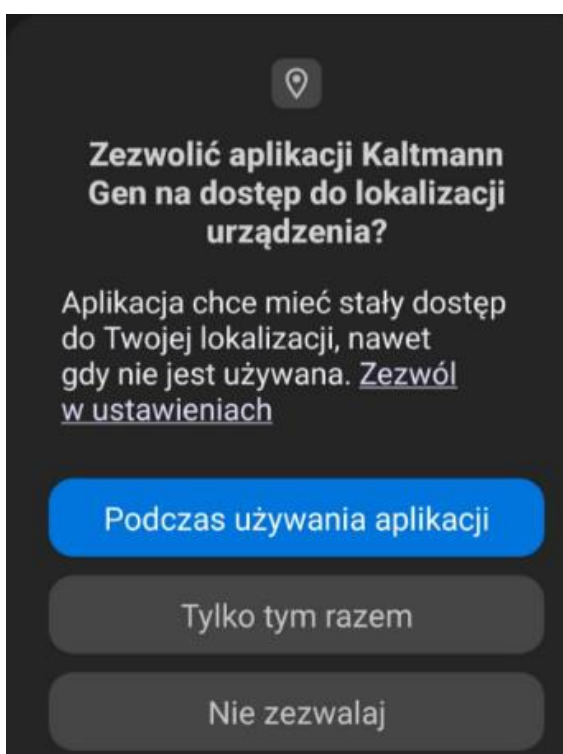 Zezwolić aplikacji Kaltmann
Gen na dostęp do lokalizacji
urządzenia?
Aplikacja chce mieć stały dostęp
do Twojej lokalizacji, nawet
gdy nie jest używana. Zezwól
w ustawieniach
Podczas używania aplikacji
Tylko tym razem
Nie zezwalaj